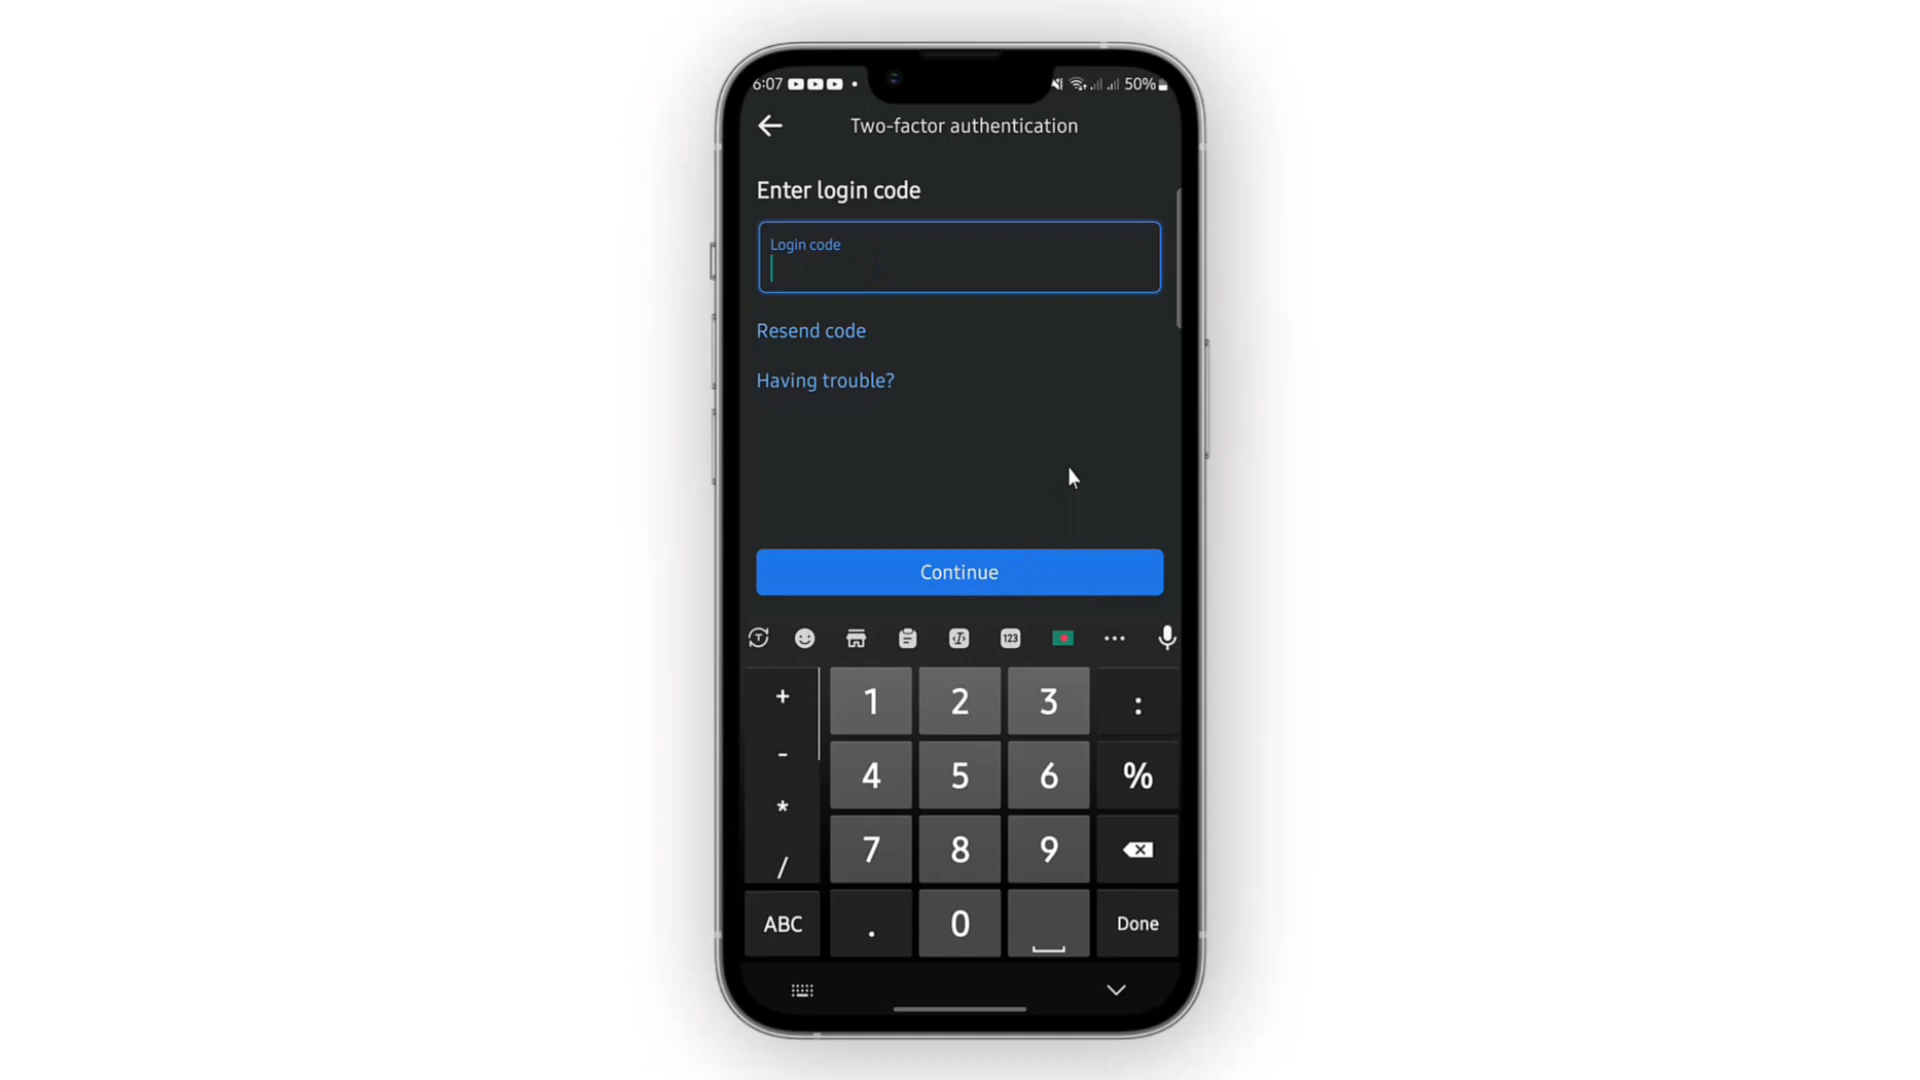 6:07 50%
Two-factor authentication
Enter login code
Login code
Resend code
Having trouble?
Continue
T T 123
+ 1 2 3 :
- 4 5 6 %
* 7 8 9
/
ABC . 0 Done